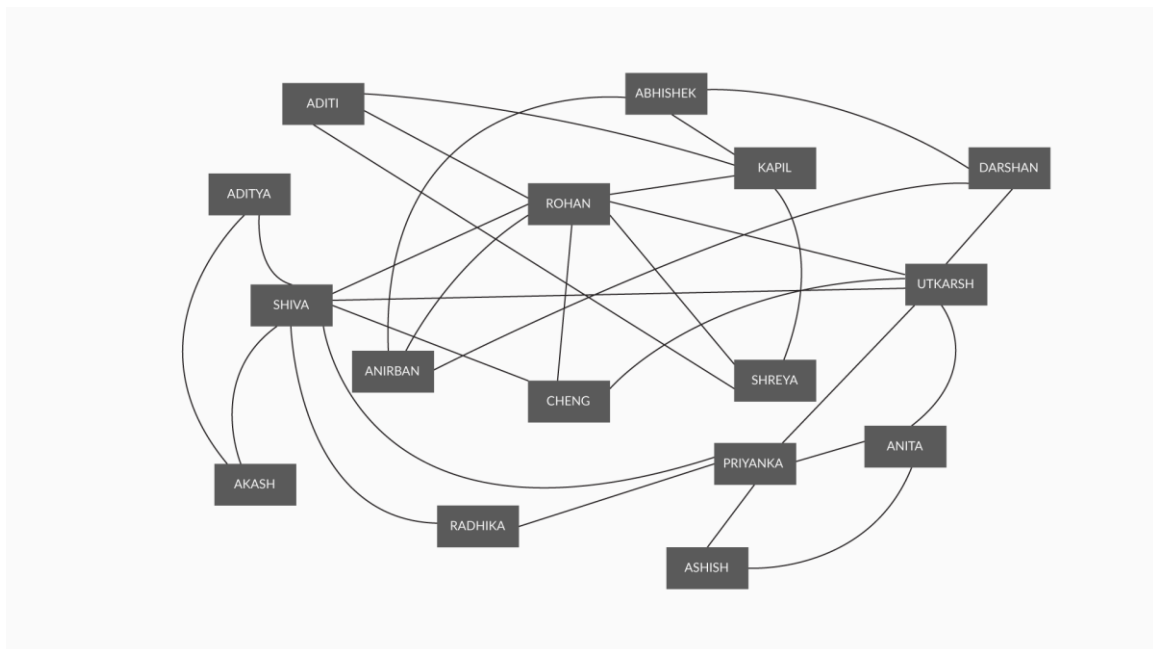 ABHISHEK
ADITI
KAPIL
DARSHAN
ADITYA
ROHAN
UTKARSH
SHIVA
ANIRBAN
SHREYA
CHENG
ANITA
PRIYANKA
AKASH
RADHIKA
ASHISH